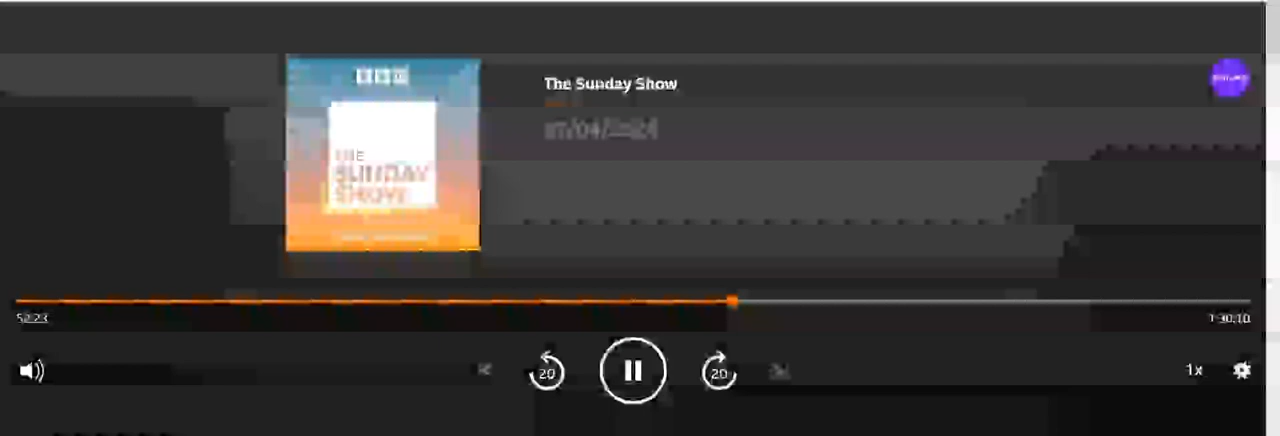 BBC
THE
SUNDAY
SHOW
The Sunday Show
52:23
1:30:10
20
20
1x